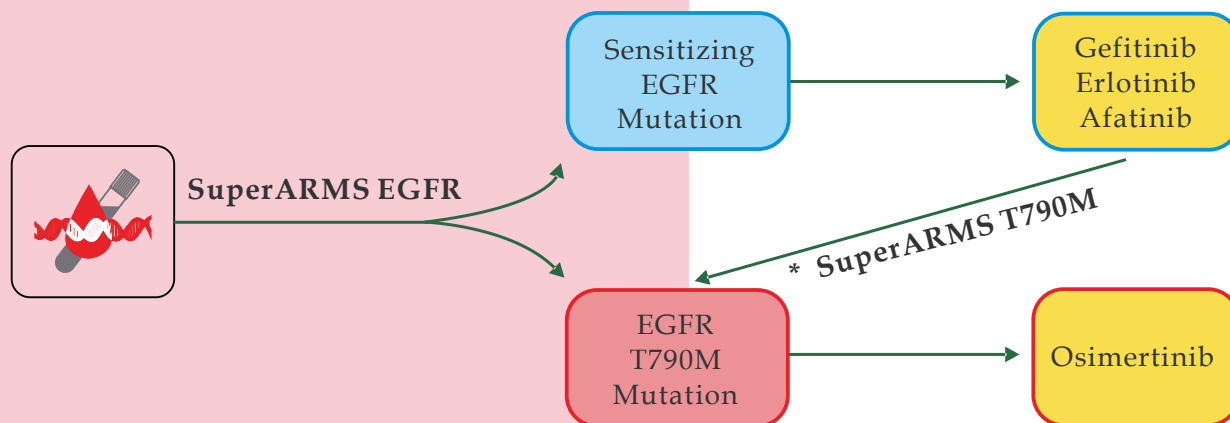 Sensitizing
EGFR
Mutation
Gefitinib
Erlotinib
Afatinib
SuperARMS EGFR
* SuperARMS T790M
EGFR
T790M
Mutation
Osimertinib